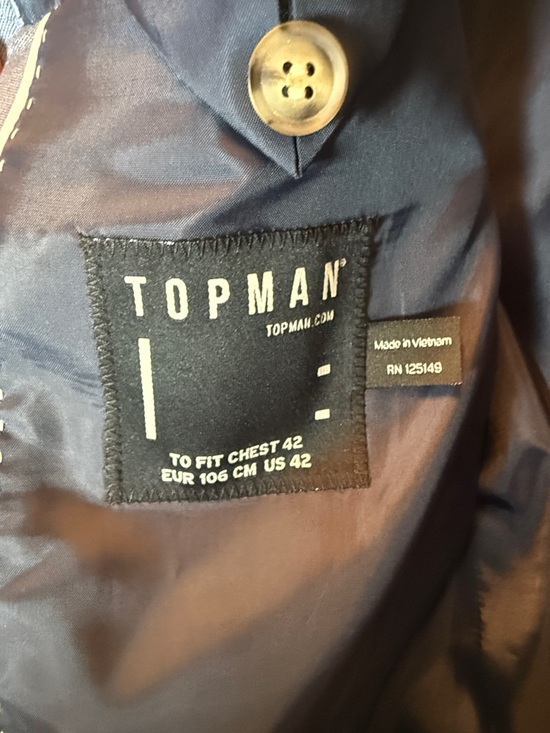 TOPMAN®
TOPMAN.COM
TO FIT CHEST 42
EUR 106 CM US 42
Made in Vietnam
RN 125149